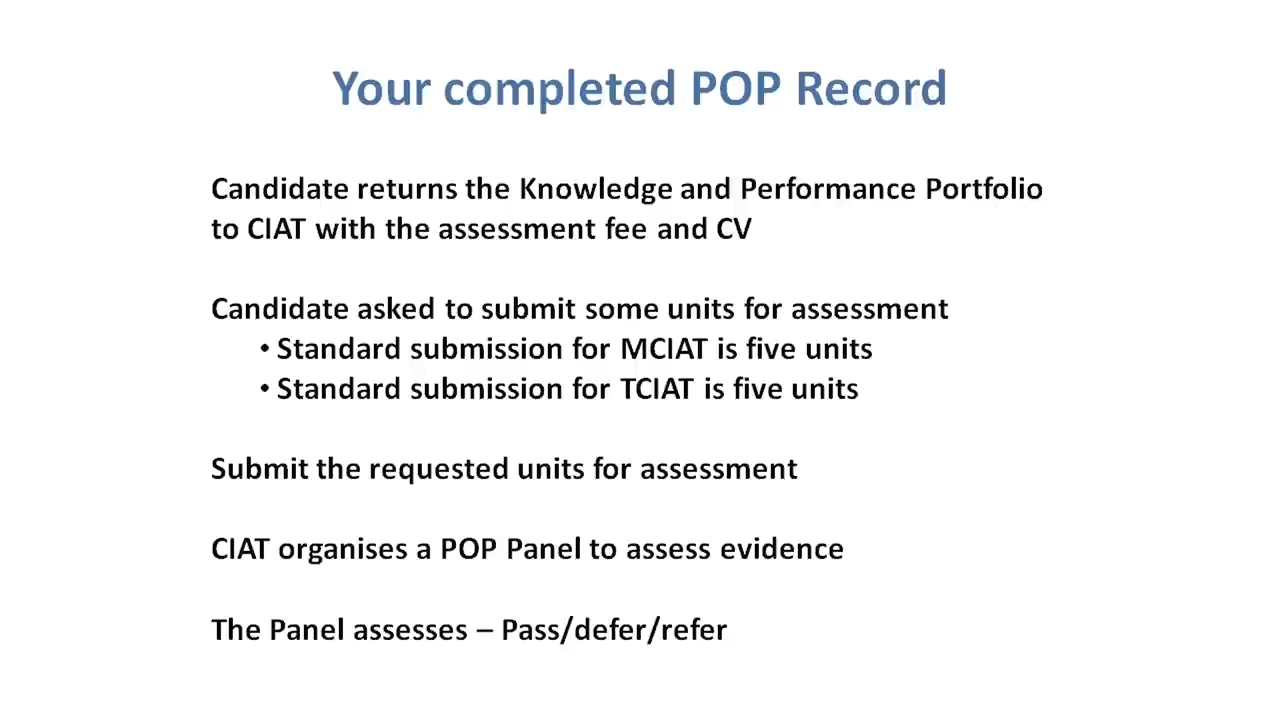 Your completed POP Record
Candidate returns the Knowledge and Performance Portfolio
to CIAT with the assessment fee and CV
Candidate asked to submit some units for assessment
• Standard submission for MCIAT is five units
• Standard submission for TCIAT is five units
Submit the requested units for assessment
CIAT organises a POP Panel to assess evidence
The Panel assesses – Pass/defer/refer